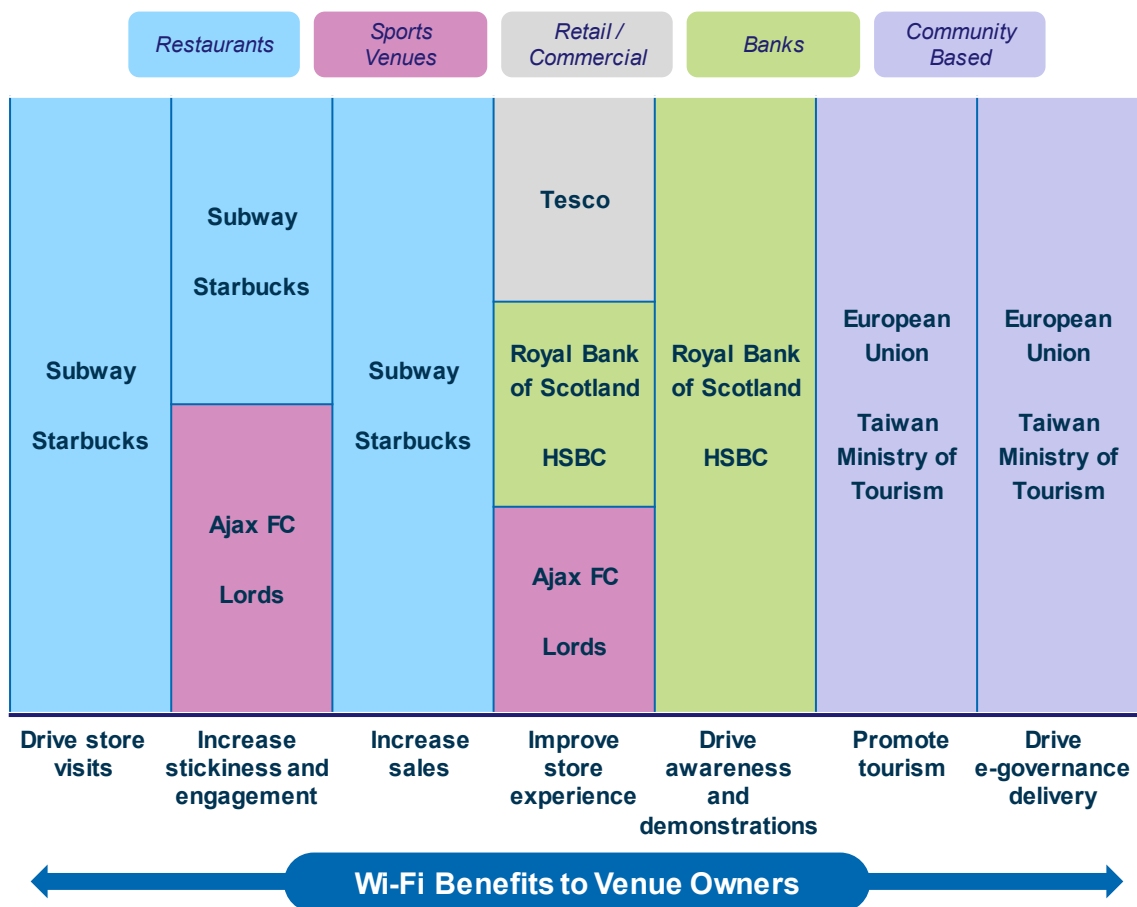 Restaurants
Sports
Venues
Retail /
Commercial
Banks
Community
Based
Subway
Starbucks
Subway
Starbucks
Ajax FC
Lords
Subway
Starbucks
Tesco
Royal Bank
of Scotland
HSBC
Ajax FC
Lords
Royal Bank
of Scotland
HSBC
European
Union
Taiwan
Ministry of
Tourism
European
Union
Taiwan
Ministry of
Tourism
Drive store
visits
Increase
stickiness and
engagement
Increase
sales
Improve
store
experience
Drive
awareness
and
demonstrations
Promote
tourism
Drive
e-governance
delivery
Wi-Fi Benefits to Venue Owners